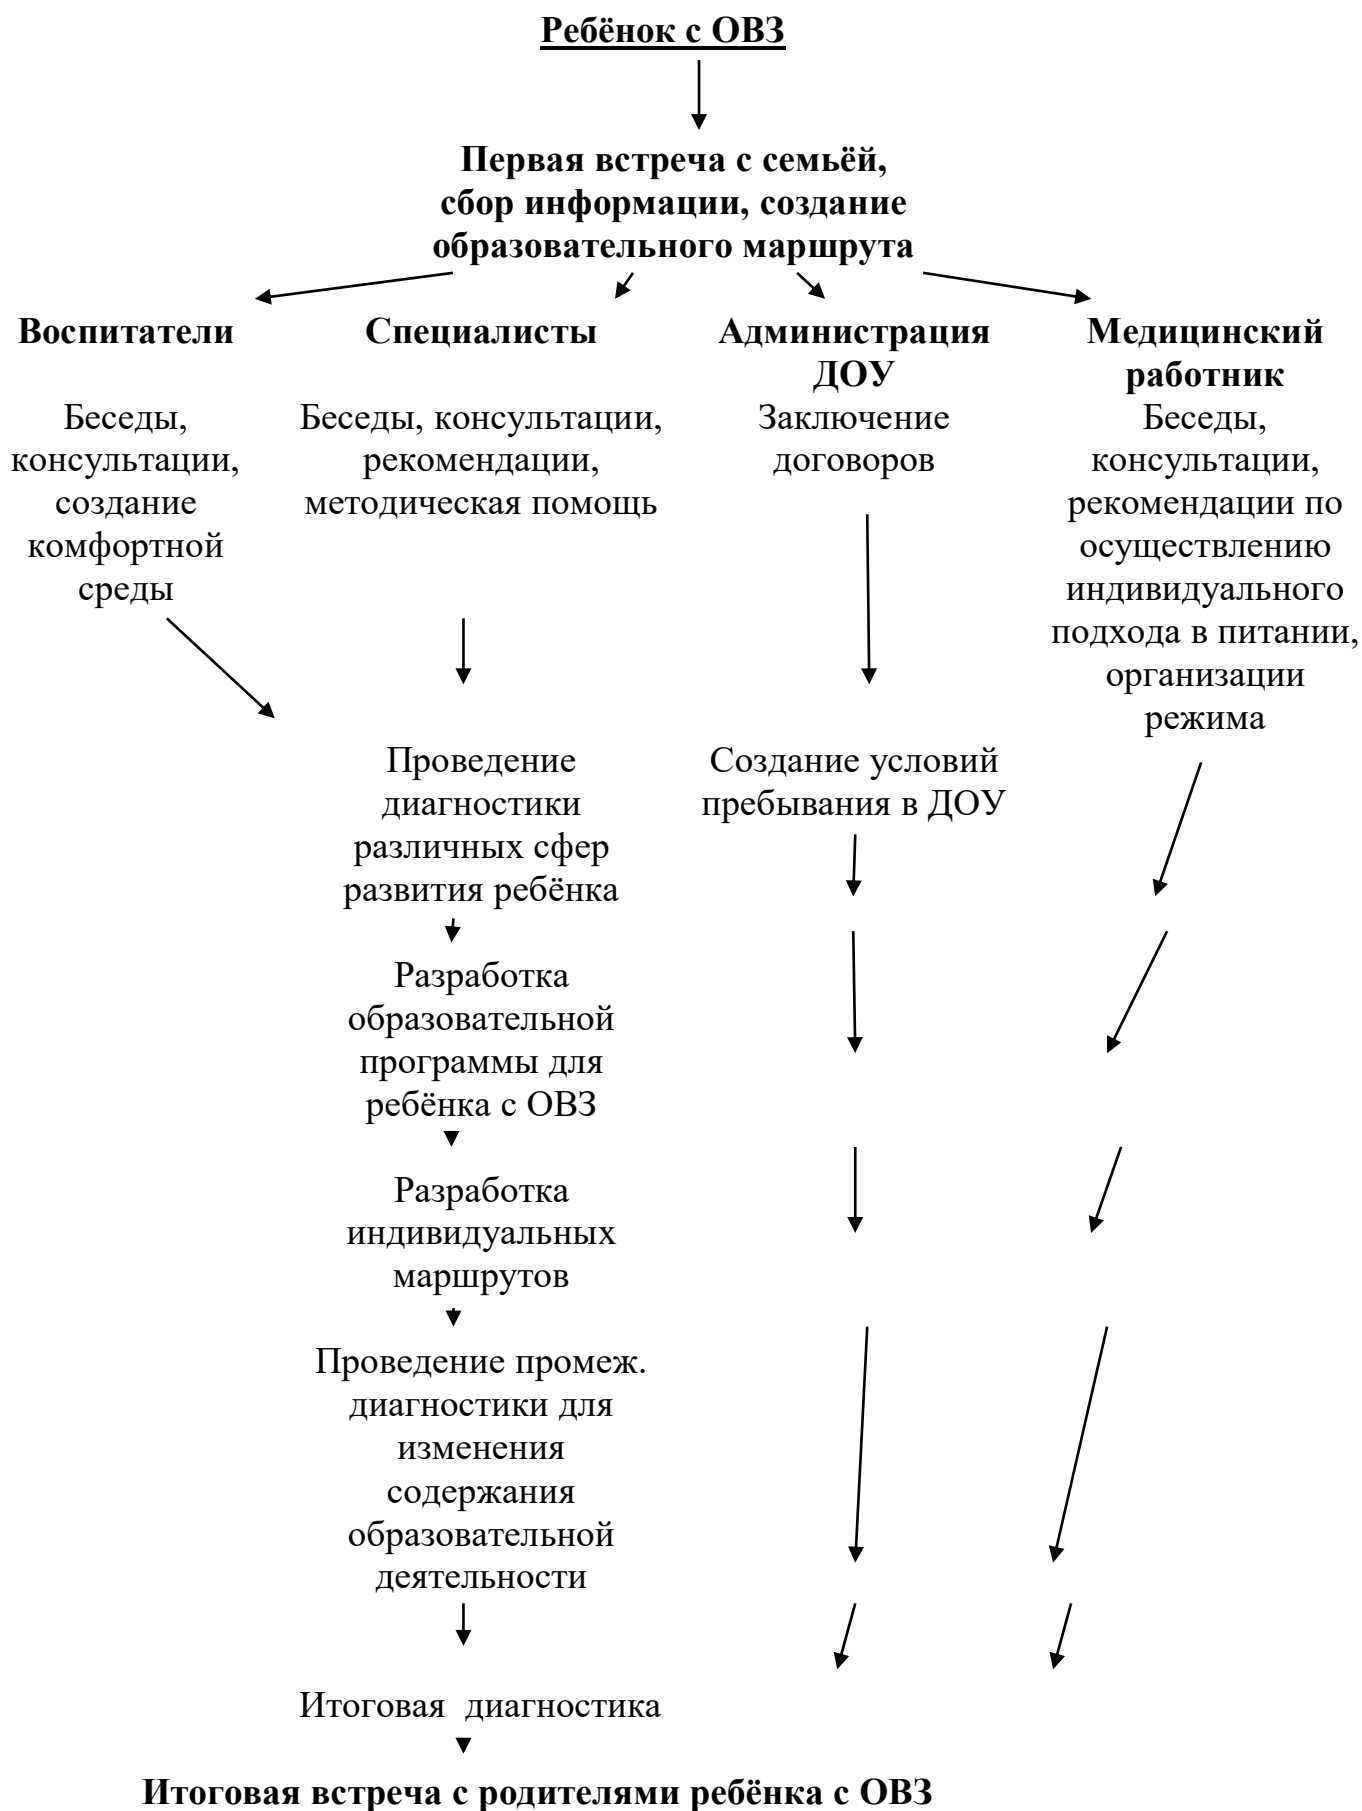 Ребёнок с ОВЗ
Первая встреча с семьёй,
сбор информации, создание
образовательного маршрута
Воспитатели
Беседы,
консультации,
создание
комфортной
среды
Специалисты
Беседы, консультации,
рекомендации,
методическая помощь
Администрация
ДОУ
Заключение
договоров
Медицинский
работник
Беседы,
консультации,
рекомендации по
осуществлению
индивидуального
подхода в питании,
организации
режима
Проведение
диагностики
различных сфер
развития ребёнка
Создание условий
пребывания в ДОУ
Разработка
образовательной
программы для
ребёнка с ОВЗ
Разработка
индивидуальных
маршрутов
Проведение промеж.
диагностики для
изменения
содержания
образовательной
деятельности
Итоговая диагностика
Итоговая встреча с родителями ребёнка с ОВЗ